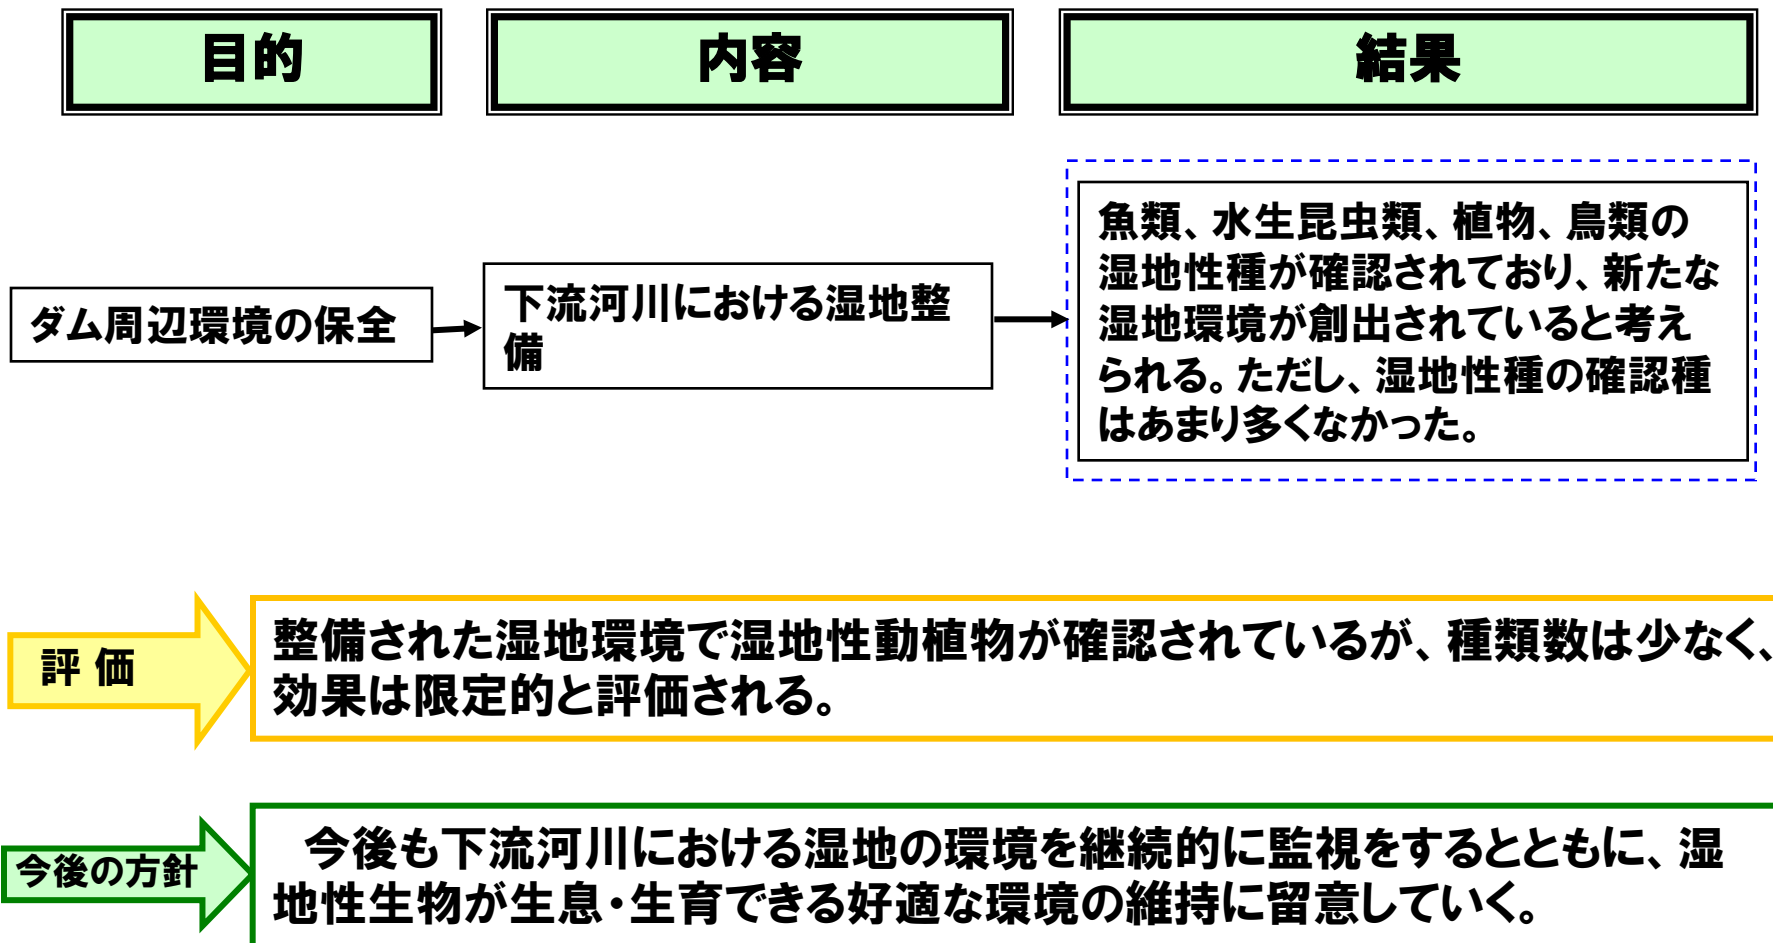 目的
内容
結果
ダム周辺環境の保全
下流河川における湿地整
備
魚類、水生昆虫類、植物、鳥類の
湿地性種が確認されており、新たな
湿地環境が創出されていると考え
られる。ただし、湿地性種の確認種
はあまり多くなかった。
評 価
整備された湿地環境で湿地性動植物が確認されているが、種類数は少なく、
効果は限定的と評価される。
今後の方針
今後も下流河川における湿地の環境を継続的に監視をするとともに、湿
地性生物が生息・生育できる好適な環境の維持に留意していく。